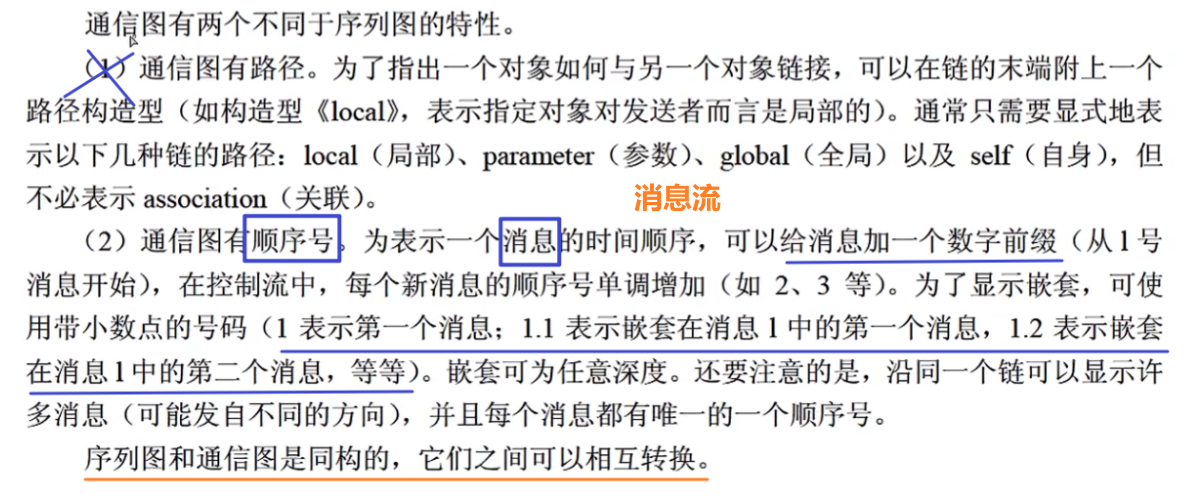 通信图有两个不同于序列图的特性。
（1）通信图有路径。为了指出一个对象如何与另一个对象链接，可以在链的末端附上一个
路径构造型（如构造型《local》，表示指定对象对发送者而言是局部的）。通常只需要显式地表
示以下几种链的路径：local（局部）、parameter（参数）、global（全局）以及 self（自身），但
不必表示 association（关联）。
消息流
（2）通信图有顺序号。为表示一个消息的时间顺序，可以给消息加一个数字前缀（从 1 号
消息开始），在控制流中，每个新消息的顺序号单调增加（如 2、3 等）。为了显示嵌套，可使
用带小数点的号码（1 表示第一个消息；1.1 表示嵌套在消息 1 中的第一个消息，1.2 表示嵌套
在消息 1 中的第二个消息，等等）。嵌套可为任意深度。还要注意的是，沿同一个链可以显示许
多消息（可能发自不同的方向），并且每个消息都有唯一的一个顺序号。
序列图和通信图是同构的，它们之间可以相互转换。